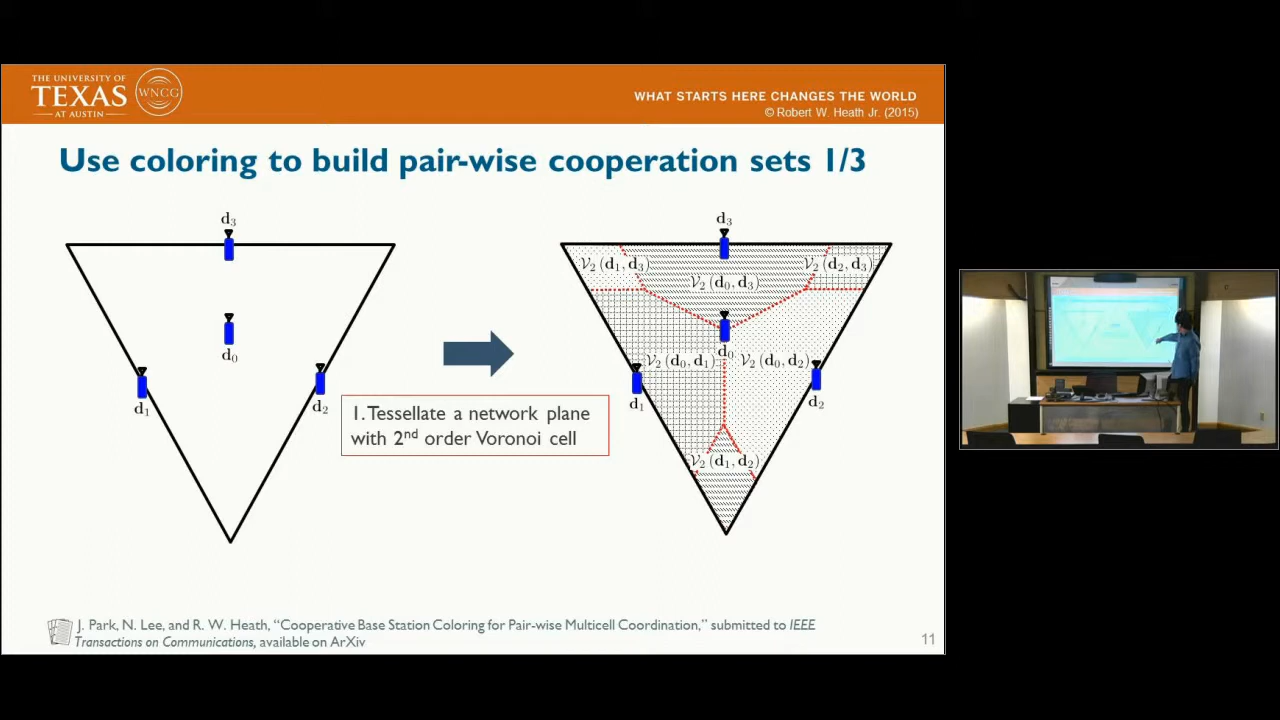 THE UNIVERSITY OF
TEXAS
AT AUSTIN
WNCG
WHAT STARTS HERE CHANGES THE WORLD
© Robert W. Heath Jr. (2015)
Use coloring to build pair-wise cooperation sets 1/3
d₃
d₀
d₁
d₂
1. Tessellate a network plane
with 2nd order Voronoi cell
d₃
𝒱₂ (d₁, d₃)
𝒱₂ (d₂, d₃)
𝒱₂ (d₀, d₃)
d₀
𝒱₂ (d₀, d₁)
𝒱₂ (d₀, d₂)
d₁
d₂
𝒱₂ (d₁, d₂)
J. Park, N. Lee, and R. W. Heath, “Cooperative Base Station Coloring for Pair-wise Multicell Coordination,” submitted to IEEE
Transactions on Communications, available on ArXiv
11